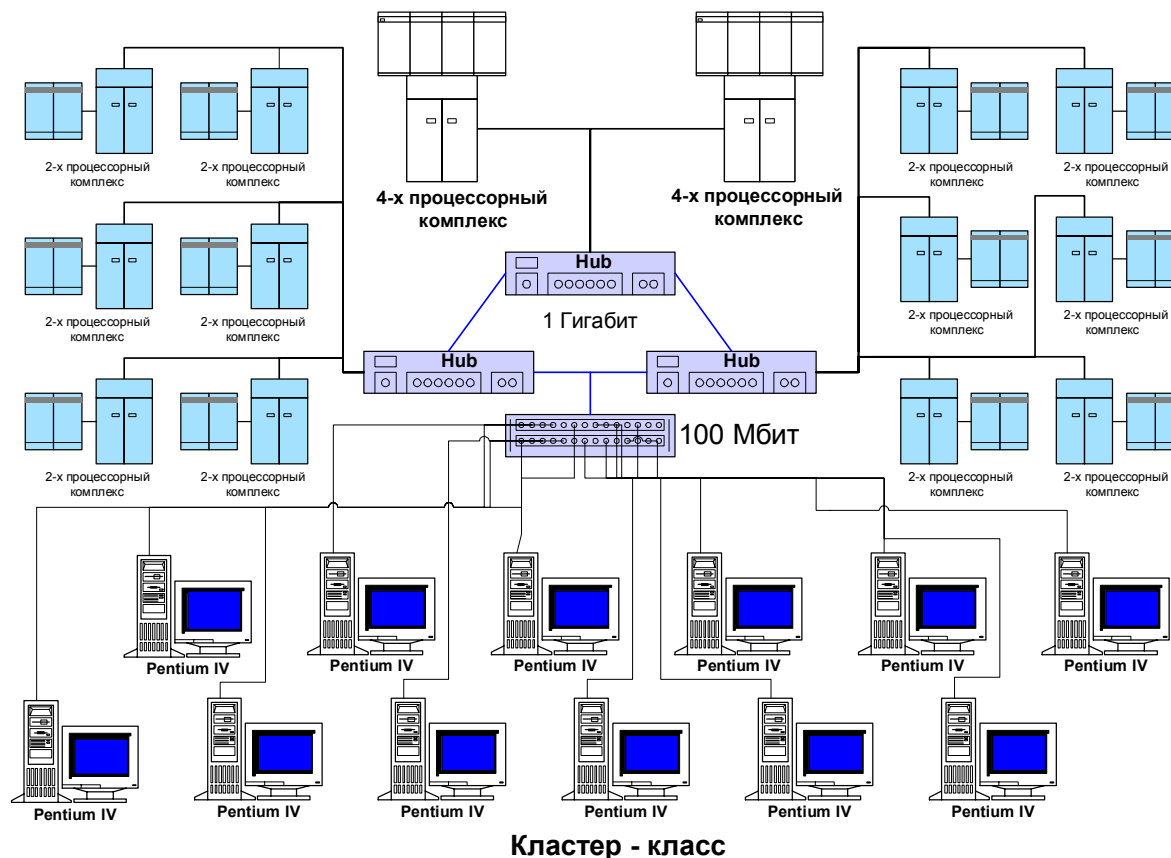 2-х процессорный
комплекс
2-х процессорный
комплекс
4-х процессорный
комплекс
4-х процессорный
комплекс
2-х процессорный
комплекс
2-х процессорный
комплекс
2-х процессорный
комплекс
2-х процессорный
комплекс
Hub
1 Гигабит
2-х процессорный
комплекс
2-х процессорный
комплекс
Hub
Hub
2-х процессорный
комплекс
2-х процессорный
комплекс
100 Мбит
2-х процессорный
комплекс
2-х процессорный
комплекс
Pentium IV
Pentium IV
Pentium IV
Pentium IV
Pentium IV
Pentium IV
Pentium IV
Pentium IV
Pentium IV
Pentium IV
Pentium IV
Pentium IV
Кластер - класс